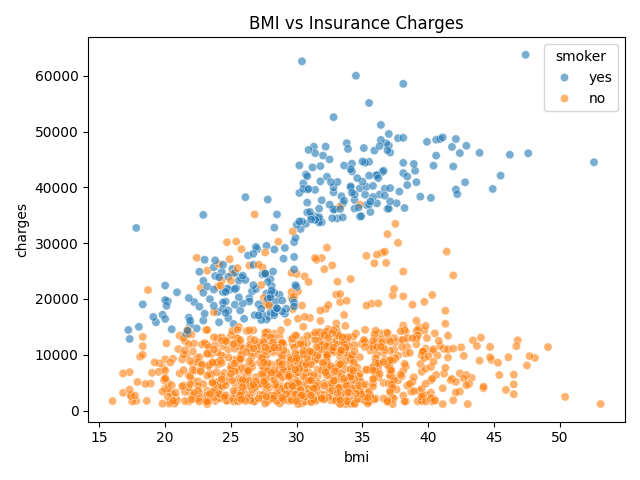 BMI vs Insurance Charges
smoker
yes
no
60000
50000
40000
30000
20000
10000
0
charges
15 20 25 30 35 40 45 50
bmi